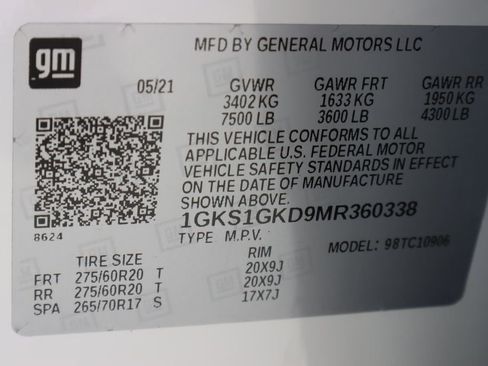 gm
MFD BY GENERAL MOTORS LLC
05/21 GVWR GAWR FRT GAWR RR
3402 KG 1633 KG 1950 KG
7500 LB 3600 LB 4300 LB
THIS VEHICLE CONFORMS TO ALL
APPLICABLE U.S. FEDERAL MOTOR
VEHICLE SAFETY STANDARDS IN EFFECT
ON THE DATE OF MANUFACTURE
SHOWN ABOVE.
8624
1GKS1GKD9MR360338
TYPE M.P.V. MODEL: 98TC10906
TIRE SIZE RIM
FRT 275/60R20 T 20X9J
RR 275/60R20 T 20X9J
SPA 265/70R17 S 17X7J